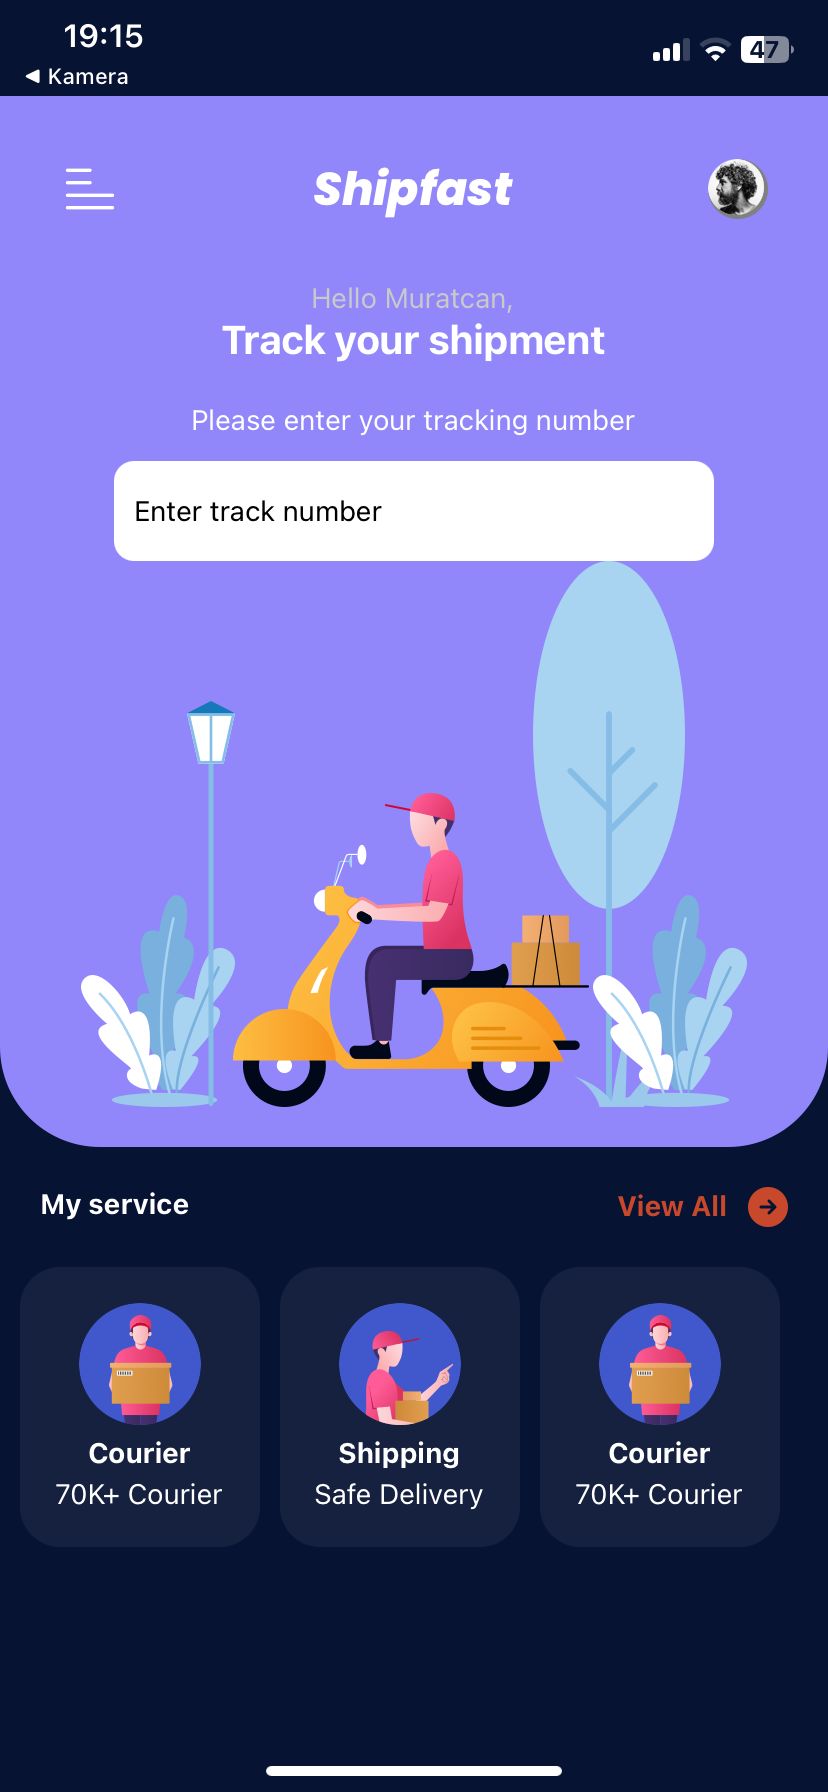 19:15
47
◀ Kamera
Shipfast
Hello Muratcan,
Track your shipment
Please enter your tracking number
Enter track number
My service
View All
Courier
70K+ Courier
Shipping
Safe Delivery
Courier
70K+ Courier